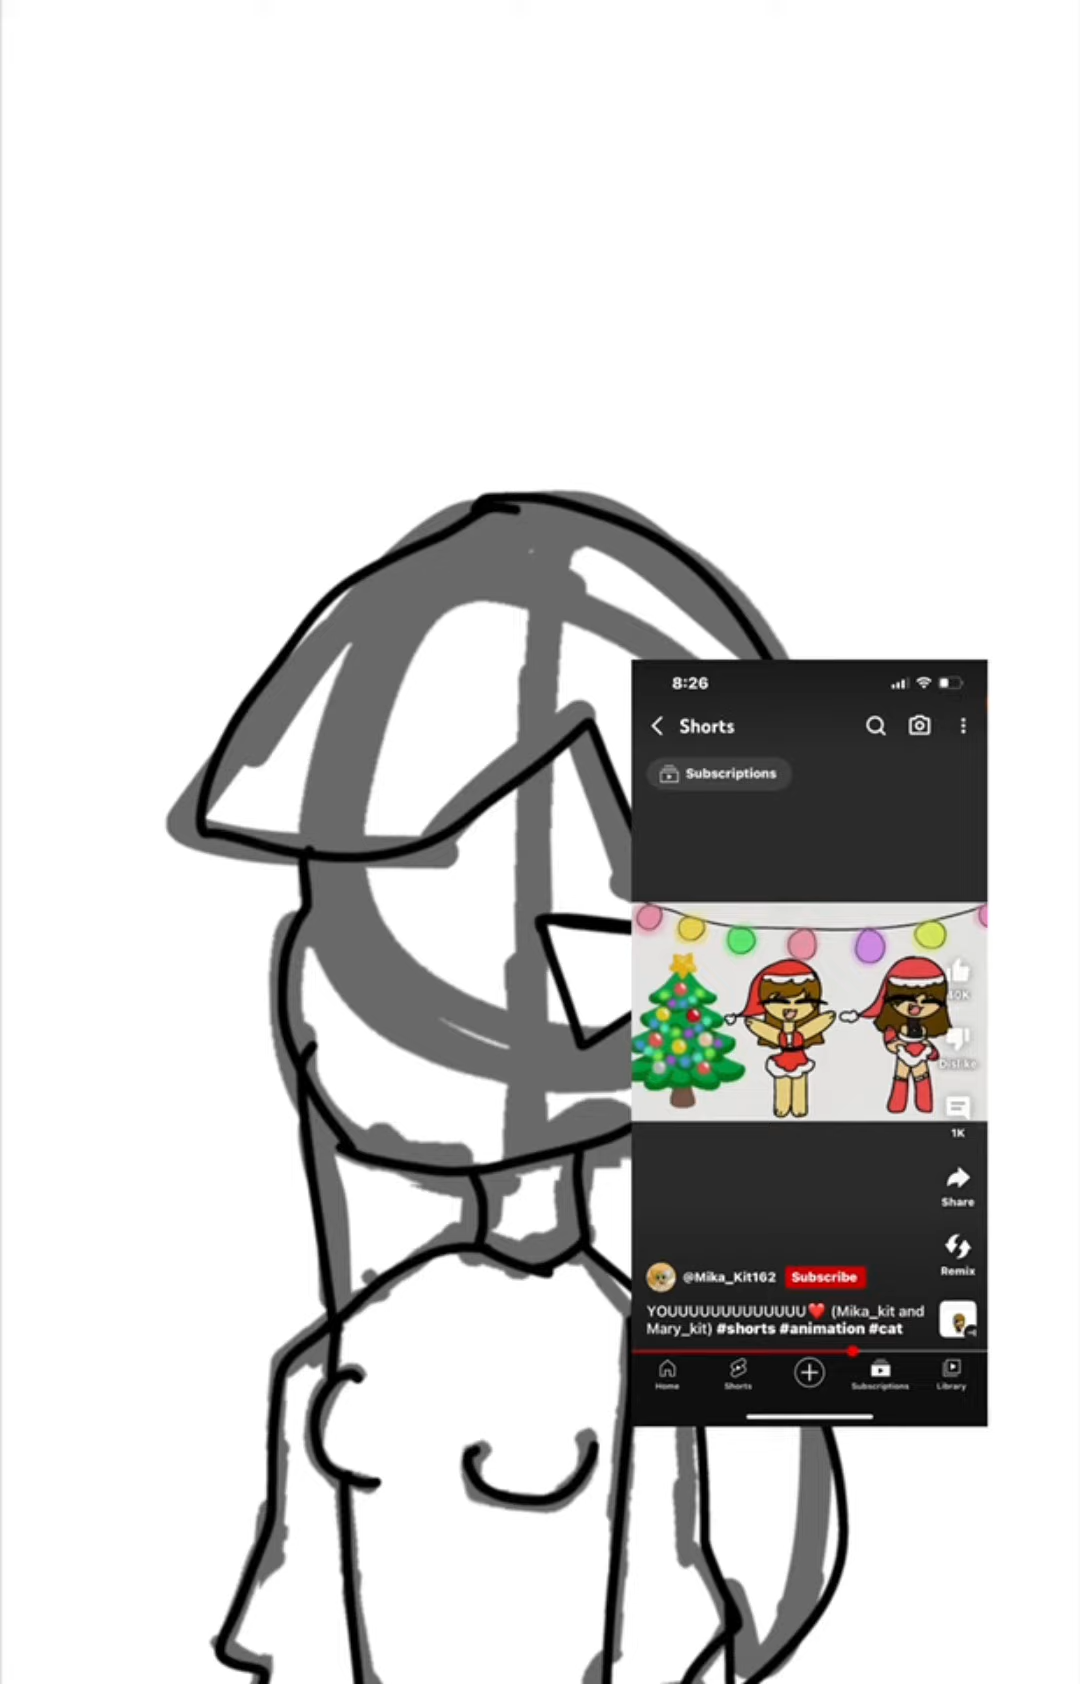 8:26
Shorts
Subscriptions
40K
Dislike
1K
Share
Remix
@Mika_Kit162 Subscribe
YOUUUUUUUUUUUUU❤️ (Mika_kit and
Mary_kit) #shorts #animation #cat
Home Shorts Subscriptions Library